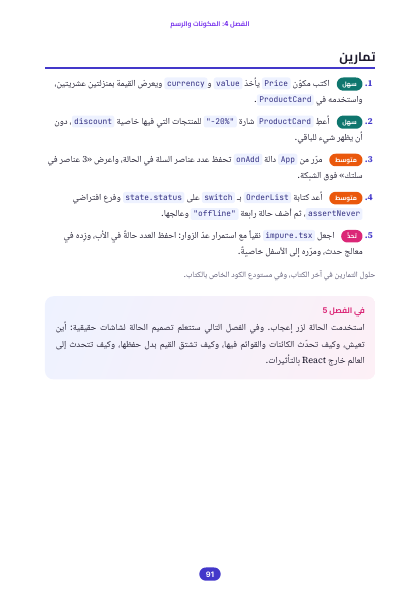 الفصل 4: المكونات والرسم
تمارين
1. سهل اكتب مكوّن Price يأخذ value و currency ويعرض القيمة بمنزلتين عشريتين،
واستخدمه في ProductCard.
2. سهل أعطِ ProductCard شارة "-20%" للمنتجات التي فيها خاصية discount، دون
أن يظهر شيء للباقي.
3. متوسط مرّر من App دالة onAdd تحفظ عدد عناصر السلة في الحالة، واعرض «3 عناصر في
سلتك» فوق الشبكة.
4. متوسط أعد كتابة OrderList بـ switch على state.status وفرع افتراضي
assertNever، ثم أضف حالة رابعة "offline" وعالجها.
5. تحدّ اجعل impure.tsx نقياً مع استمرار عدّ الزوار: احفظ العدد حالةً في الأب، وزِده في
معالج حدث، ومرّره إلى الأسفل خاصيةً.
حلول التمارين في آخر الكتاب، وفي مستودع الكود الخاص بالكتاب.
في الفصل 5
استخدمت الحالة لزر إعجاب. وفي الفصل التالي ستتعلم تصميم الحالة لشاشات حقيقية: أين
تعيش، وكيف تحدّث الكائنات والقوائم فيها، وكيف تشتق القيم بدل حفظها، وكيف تتحدث إلى
العالم خارج React بالتأثيرات.
91